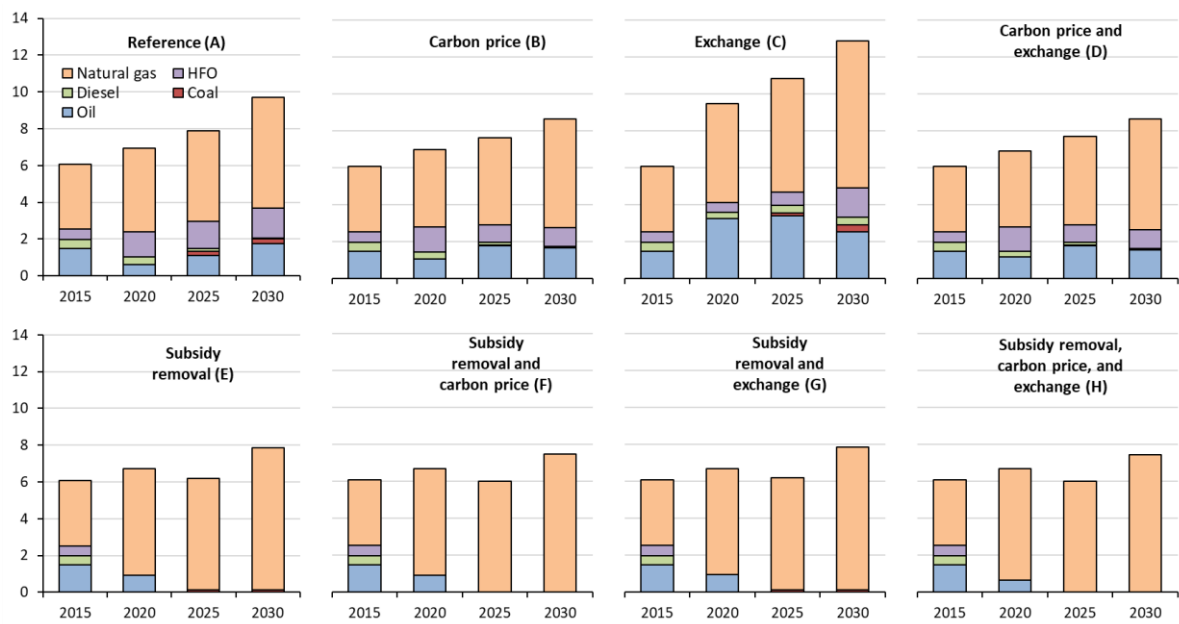 14
12
10
8
6
4
2
0
Reference (A)
Natural gas
HFO
Diesel
Coal
Oil
2015 2020 2025 2030
Carbon price (B)
2015 2020 2025 2030
Exchange (C)
2015 2020 2025 2030
Carbon price and
exchange (D)
2015 2020 2025 2030
14
12
10
8
6
4
2
0
Subsidy
removal (E)
2015 2020 2025 2030
Subsidy
removal and
carbon price (F)
2015 2020 2025 2030
Subsidy
removal and
exchange (G)
2015 2020 2025 2030
Subsidy removal,
carbon price, and
exchange (H)
2015 2020 2025 2030